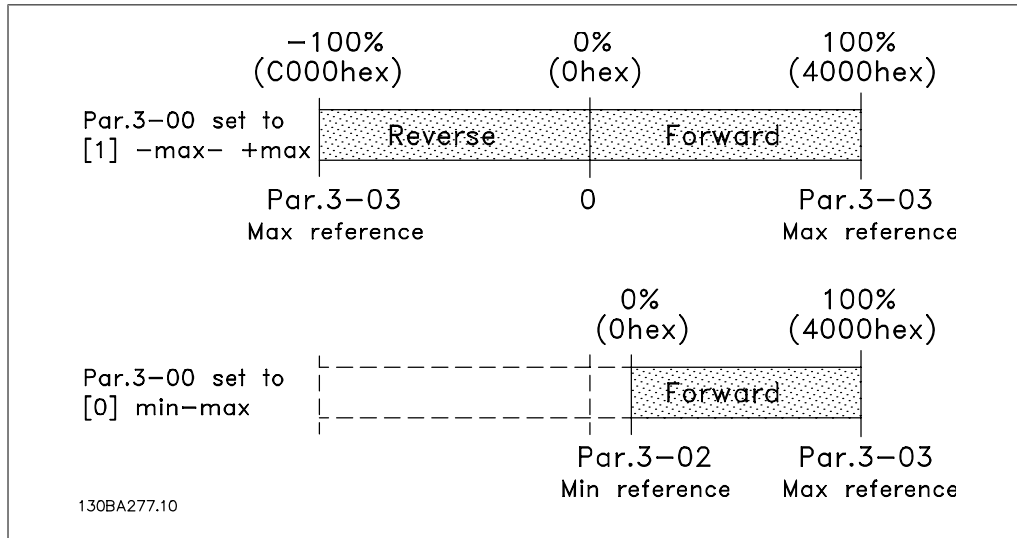 -100% 0% 100%
(C000hex) (0hex) (4000hex)
Par.3-00 set to
[1] -max- +max
Reverse Forward
Par.3-03 0 Par.3-03
Max reference Max reference
0% 100%
(0hex) (4000hex)
Par.3-00 set to
[0] min-max
Forward
Par.3-02 Par.3-03
Min reference Max reference
130BA277.10